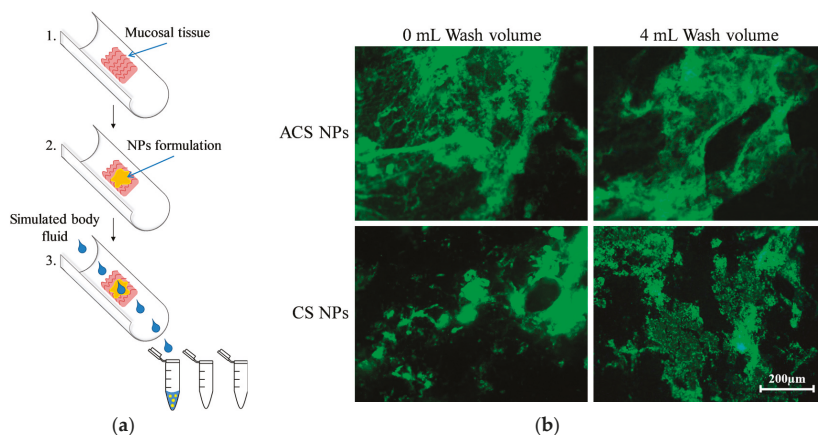 1.
Mucosal tissue
2.
NPs formulation
Simulated body
fluid
3.
(a)
0 mL Wash volume
4 mL Wash volume
ACS NPs
CS NPs
200μm
(b)